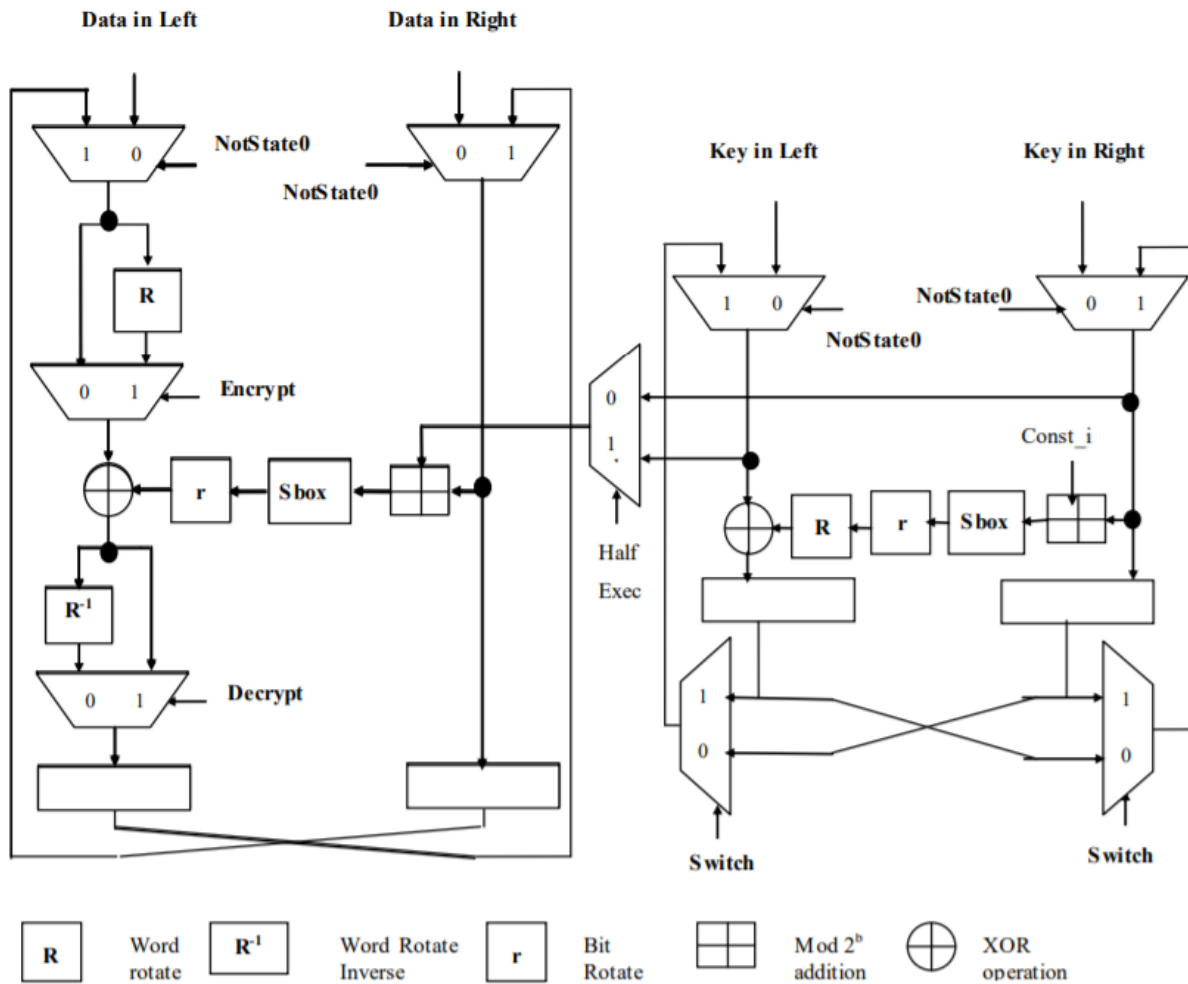 Data in Left
Data in Right
1 0
NotState0
0 1
NotState0
Key in Left
Key in Right
R
1 0
NotState0
NotState0
0 1
0 1
Encrypt
0
1
Const_i
r
Sbox
R
r
Sbox
Half
Exec
R-1
0 1
Decrypt
1
0
1
0
Switch
Switch
R
Word
rotate
R-1
Word Rotate
Inverse
r
Bit
Rotate
Mod 2b
addition
XOR
operation